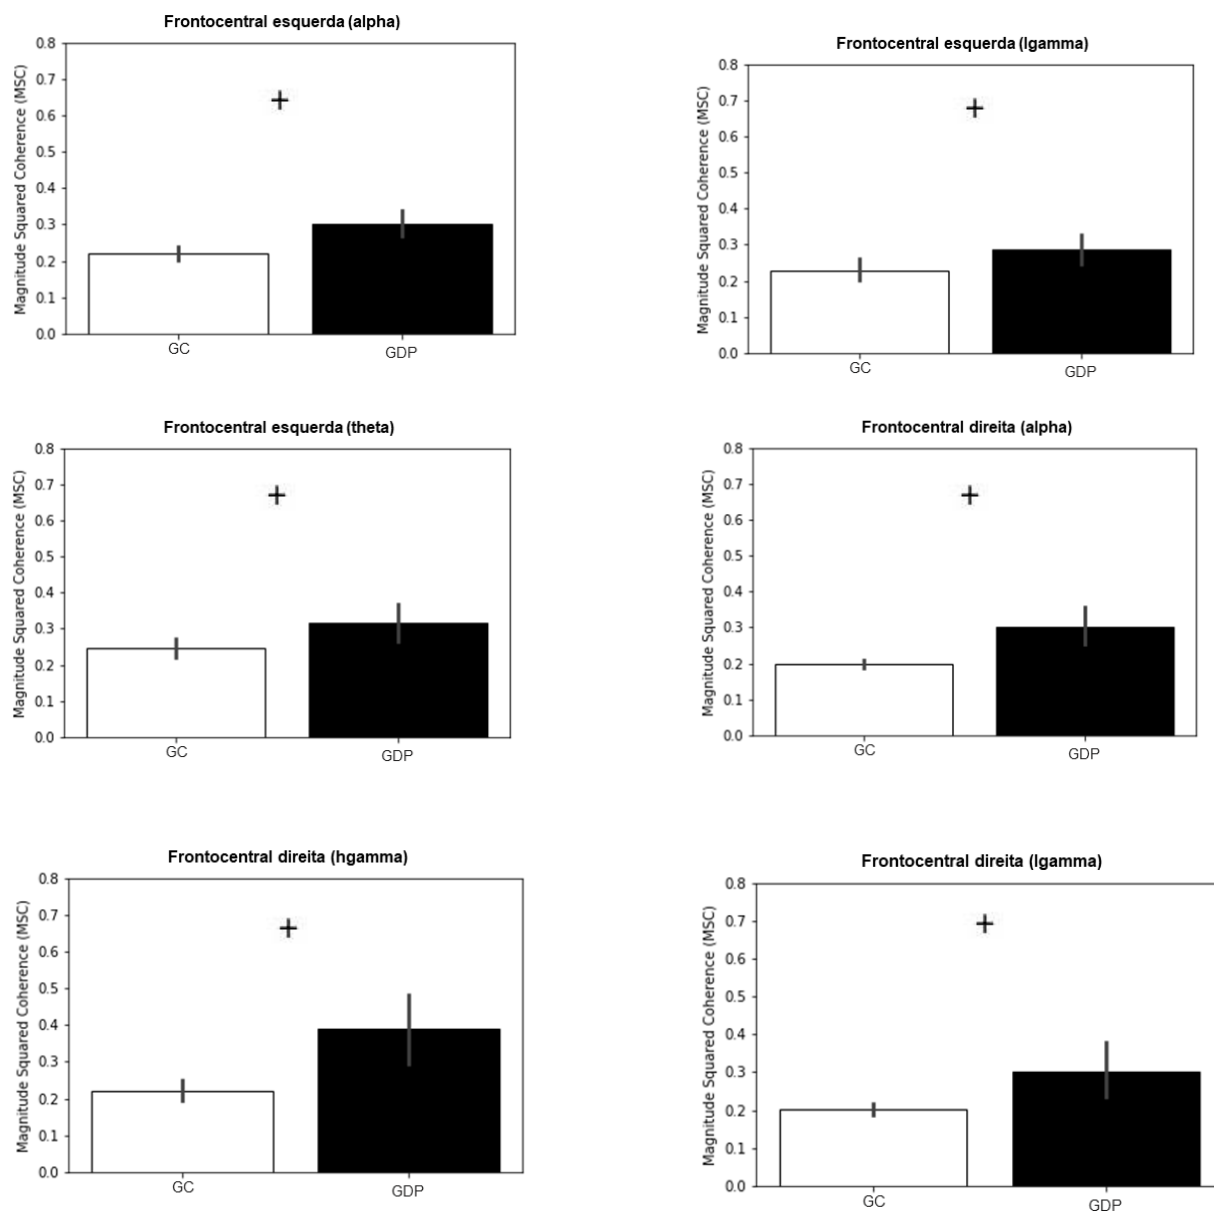 Frontocentral esquerda (alpha)
Magnitude Squared Coherence (MSC)
0.8
0.7
0.6
0.5
0.4
0.3
0.2
0.1
0.0
+
GC
GDP
Frontocentral esquerda (lgamma)
Magnitude Squared Coherence (MSC)
0.8
0.7
0.6
0.5
0.4
0.3
0.2
0.1
0.0
+
GC
GDP
Frontocentral esquerda (theta)
Magnitude Squared Coherence (MSC)
0.8
0.7
0.6
0.5
0.4
0.3
0.2
0.1
0.0
+
GC
GDP
Frontocentral direita (alpha)
Magnitude Squared Coherence (MSC)
0.8
0.7
0.6
0.5
0.4
0.3
0.2
0.1
0.0
+
GC
GDP
Frontocentral direita (hgamma)
Magnitude Squared Coherence (MSC)
0.8
0.7
0.6
0.5
0.4
0.3
0.2
0.1
0.0
+
GC
GDP
Frontocentral direita (lgamma)
Magnitude Squared Coherence (MSC)
0.8
0.7
0.6
0.5
0.4
0.3
0.2
0.1
0.0
+
GC
GDP